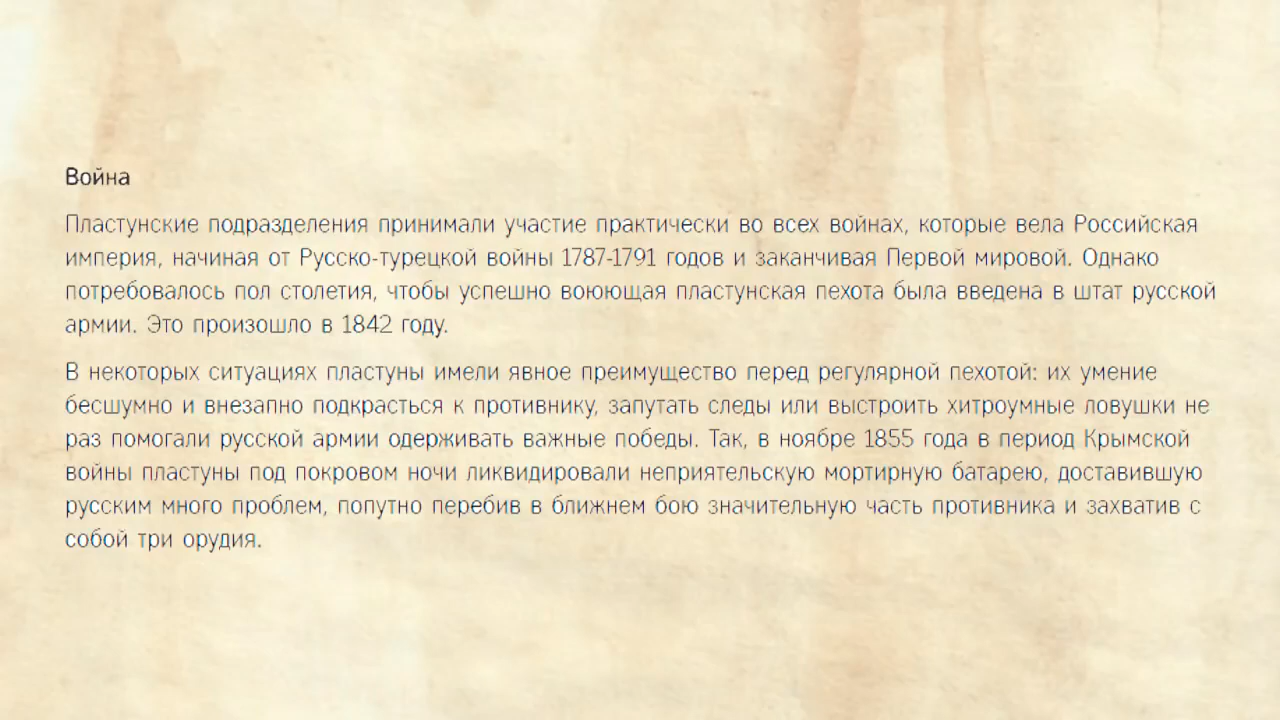 Война
Пластунские подразделения принимали участие практически во всех войнах, которые вела Российская
империя, начиная от Русско-турецкой войны 1787-1791 годов и заканчивая Первой мировой. Однако
потребовалось пол столетия, чтобы успешно воюющая пластунская пехота была введена в штат русской
армии. Это произошло в 1842 году.
В некоторых ситуациях пластуны имели явное преимущество перед регулярной пехотой: их умение
бесшумно и внезапно подкрасться к противнику, запутать следы или выстроить хитроумные ловушки не
раз помогали русской армии одерживать важные победы. Так, в ноябре 1855 года в период Крымской
войны пластуны под покровом ночи ликвидировали неприятельскую мортирную батарею, доставившую
русским много проблем, попутно перебив в ближнем бою значительную часть противника и захватив с
собой три орудия.